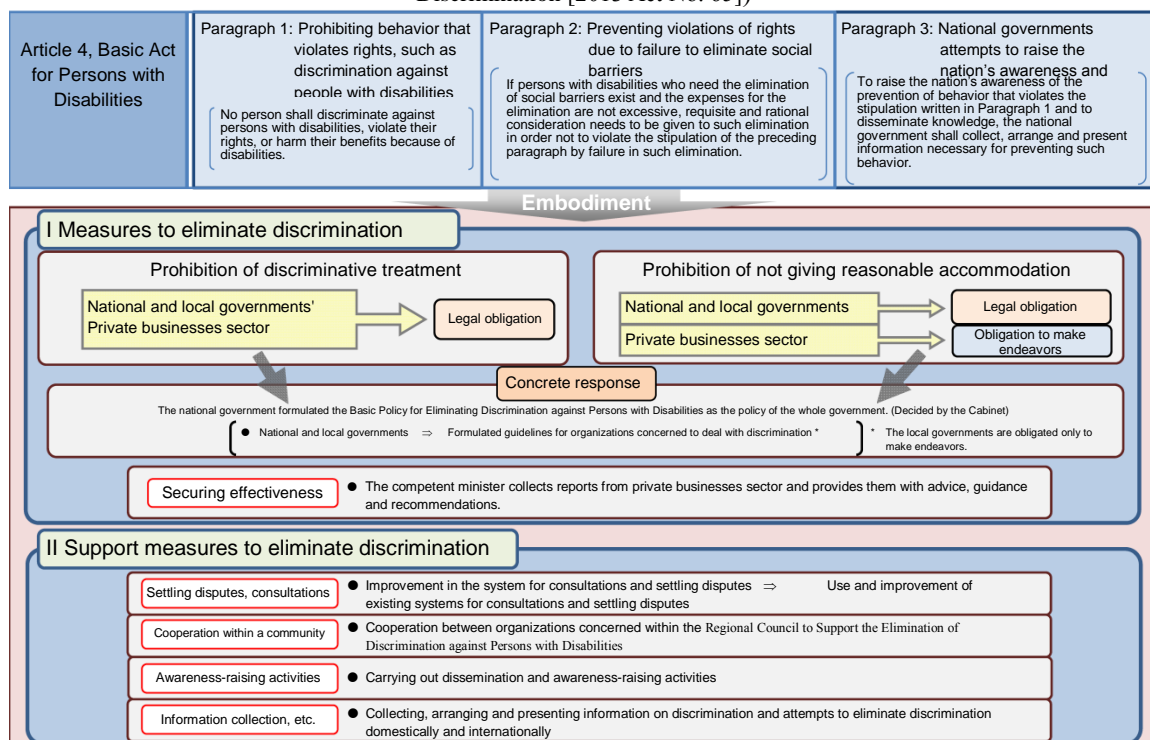 Discrimination [2013 Act No. 65])
Article 4, Basic Act
for Persons with
Disabilities
Paragraph 1: Prohibiting behavior that
violates rights, such as
discrimination against
people with disabilities
No person shall discriminate against
persons with disabilities, violate their
rights, or harm their benefits because of
disabilities.
Paragraph 2: Preventing violations of rights
due to failure to eliminate social
barriers
If persons with disabilities who need the elimination
of social barriers exist and the expenses for the
elimination are not excessive, requisite and rational
consideration needs to be given to such elimination
in order not to violate the stipulation of the preceding
paragraph by failure in such elimination.
Paragraph 3: National governments
attempts to raise the
nation's awareness and
To raise the nation's awareness of the
prevention of behavior that violates the
stipulation written in Paragraph 1 and to
disseminate knowledge, the national
government shall collect, arrange and present
information necessary for preventing such
behavior.
Embodiment
I Measures to eliminate discrimination
Prohibition of discriminative treatment
National and local governments'
Private businesses sector
Legal obligation
Prohibition of not giving reasonable accommodation
National and local governments
Legal obligation
Private businesses sector
Obligation to make
endeavors
Concrete response
The national government formulated the Basic Policy for Eliminating Discrimination against Persons with Disabilities as the policy of the whole government. (Decided by the Cabinet)
● National and local governments ⇒ Formulated guidelines for organizations concerned to deal with discrimination *
* The local governments are obligated only to
make endeavors.
Securing effectiveness
● The competent minister collects reports from private businesses sector and provides them with advice, guidance
and recommendations.
II Support measures to eliminate discrimination
Settling disputes, consultations
● Improvement in the system for consultations and settling disputes ⇒ Use and improvement of
existing systems for consultations and settling disputes
Cooperation within a community
● Cooperation between organizations concerned within the Regional Council to Support the Elimination of
Discrimination against Persons with Disabilities
Awareness-raising activities
● Carrying out dissemination and awareness-raising activities
Information collection, etc.
● Collecting, arranging and presenting information on discrimination and attempts to eliminate discrimination
domestically and internationally